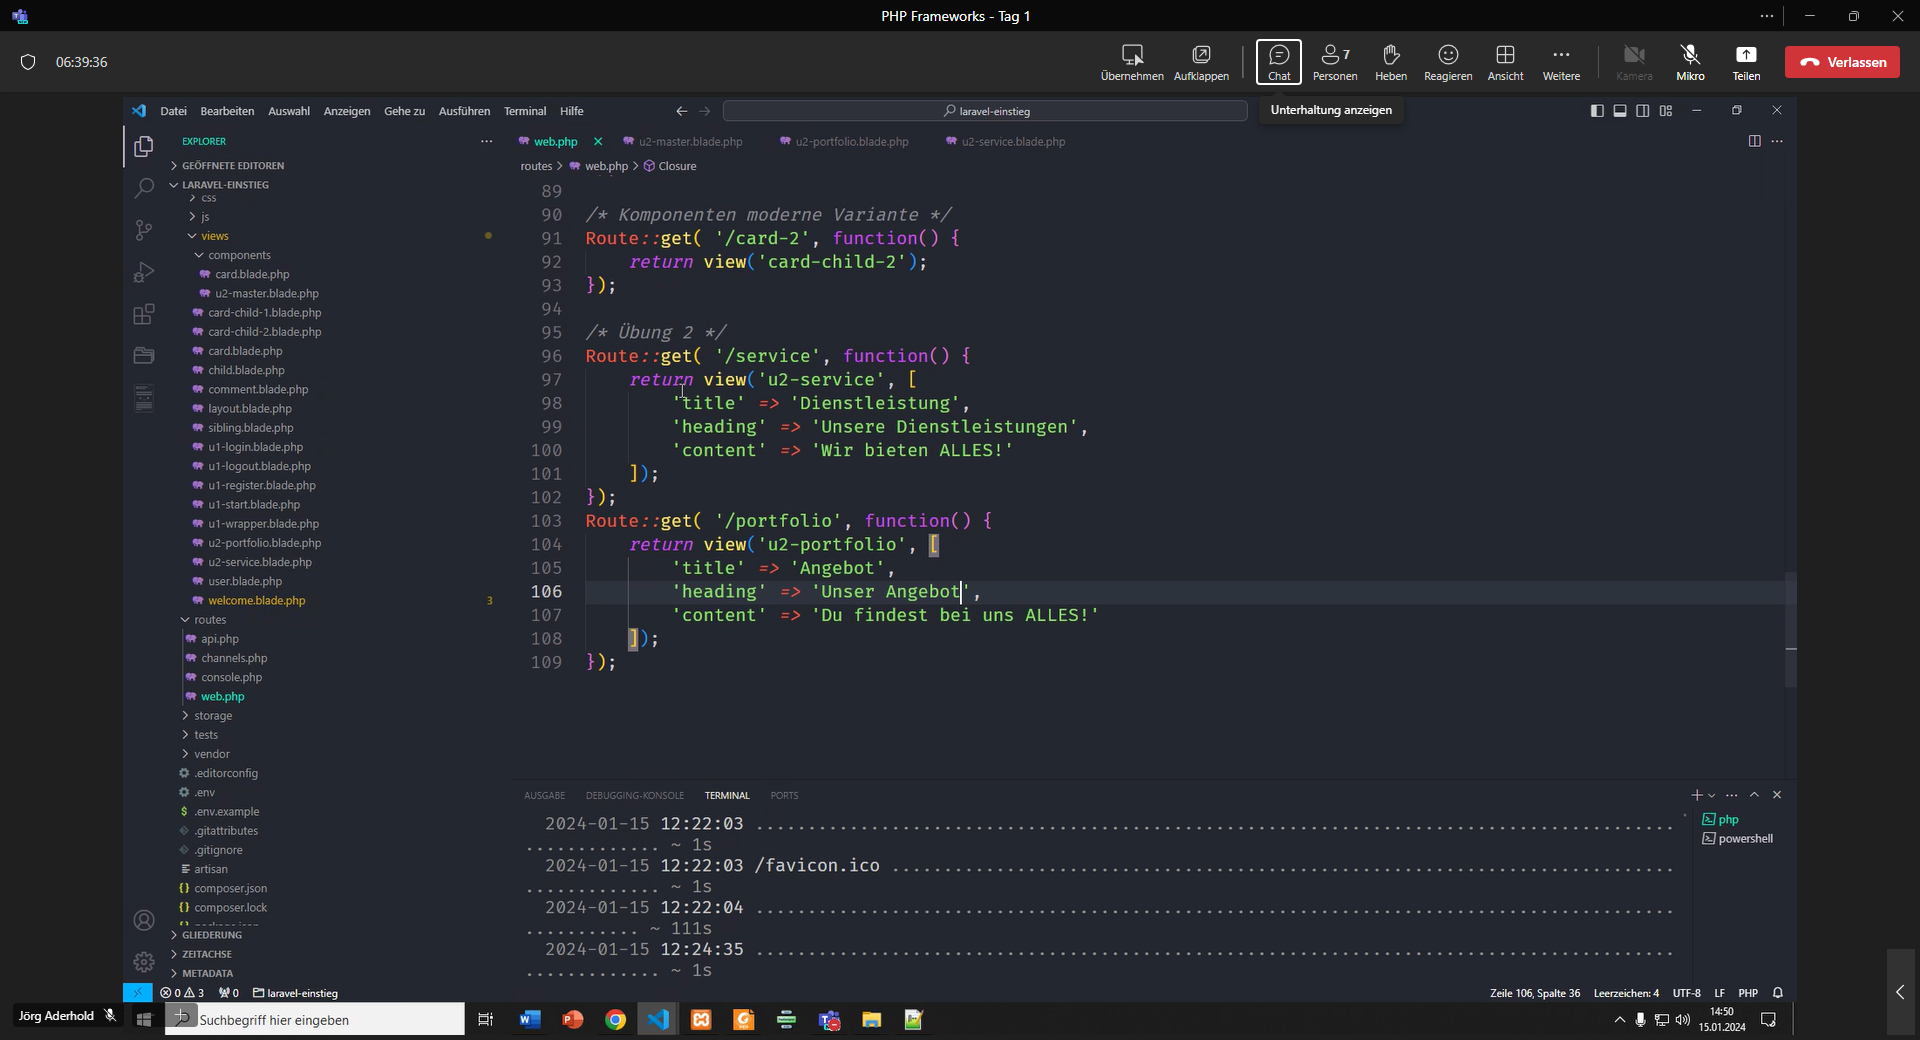 PHP Frameworks - Tag 1
06:39:36
Übernehmen
Aufklappen
Chat
7
Personen
Heben
Reagieren
Ansicht
Weitere
Kamera
Mikro
Teilen
Verlassen
Unterhaltung anzeigen
Datei Bearbeiten Auswahl Anzeigen Gehe zu Ausführen Terminal Hilfe
laravel-einstieg
EXPLORER
GEÖFFNETE EDITOREN
LARAVEL-EINSTIEG
css
js
views
components
card.blade.php
u2-master.blade.php
card-child-1.blade.php
card-child-2.blade.php
card.blade.php
child.blade.php
comment.blade.php
layout.blade.php
sibling.blade.php
u1-login.blade.php
u1-logout.blade.php
u1-register.blade.php
u1-start.blade.php
u1-wrapper.blade.php
u2-portfolio.blade.php
u2-service.blade.php
user.blade.php
welcome.blade.php 3
routes
api.php
channels.php
console.php
web.php
storage
tests
vendor
.editorconfig
.env
.env.example
.gitattributes
.gitignore
artisan
composer.json
composer.lock
GLIEDERUNG
ZEITACHSE
METADATA
web.php u2-master.blade.php u2-portfolio.blade.php u2-service.blade.php
routes > web.php > Closure
89
90 /* Komponenten moderne Variante */
91 Route::get( '/card-2', function() {
92 return view('card-child-2');
93 });
94
95 /* Übung 2 */
96 Route::get( '/service', function() {
97 return view('u2-service', [
98 'title' => 'Dienstleistung',
99 'heading' => 'Unsere Dienstleistungen',
100 'content' => 'Wir bieten ALLES!'
101 ]);
102 });
103 Route::get( '/portfolio', function() {
104 return view('u2-portfolio', [
105 'title' => 'Angebot',
106 'heading' => 'Unser Angebot',
107 'content' => 'Du findest bei uns ALLES!'
108 ]);
109 });
AUSGABE DEBUGGING-KONSOLE TERMINAL PORTS
2024-01-15 12:22:03 ........................................................................................
............. ~ 1s
2024-01-15 12:22:03 /favicon.ico ...................................................................
............. ~ 1s
2024-01-15 12:22:04 ........................................................................................
........... ~ 111s
2024-01-15 12:24:35 ........................................................................................
............. ~ 1s
php
powershell
0 3 0 laravel-einstieg
Zeile 106, Spalte 36 Leerzeichen: 4 UTF-8 LF PHP
Jörg Aderhold
Suchbegriff hier eingeben
14:50
15.01.2024